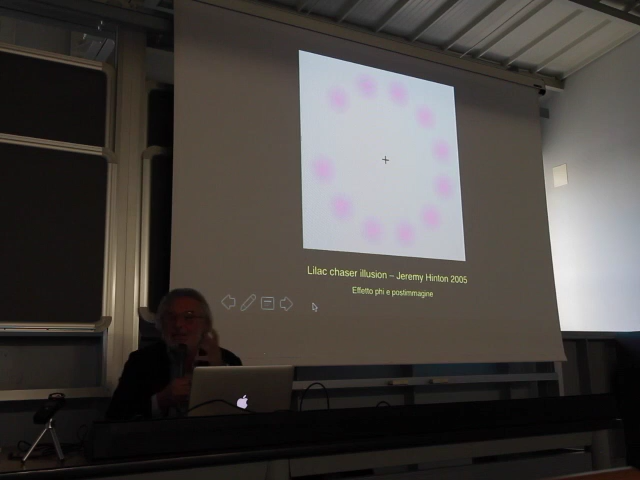 Lilac chaser illusion – Jeremy Hinton 2005
Effetto phi e postimmagine